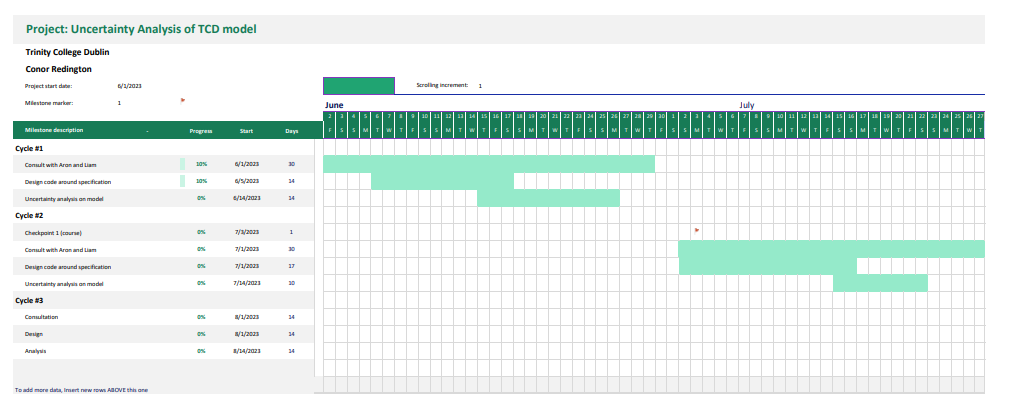 Project: Uncertainty Analysis of TCD model
Trinity College Dublin
Conor Redington
Project start date: 6/1/2023 Scrolling increment: 1
Milestone marker: 1
June July
2 3 4 5 6 7 8 9 10 11 12 13 14 15 16 17 18 19 20 21 22 23 24 25 26 27 28 29 30 1 2 3 4 5 6 7 8 9 10 11 12 13 14 15 16 17 18 19 20 21 22 23 24 25 26 27
Milestone description - Progress Start Days F S S M T W T F S S M T W T F S S M T W T F S S M T W T F S S M T W T F S S M T W T F S S M T W T F S S M T W T
Cycle #1
Consult with Aron and Liam 10% 6/1/2023 30
Design code around specification 10% 6/5/2023 14
Uncertainty analysis on model 0% 6/14/2023 14
Cycle #2
Checkpoint 1 (course) 0% 7/3/2023 1
Consult with Aron and Liam 0% 7/1/2023 30
Design code around specification 0% 7/1/2023 17
Uncertainty analysis on model 0% 7/14/2023 10
Cycle #3
Consultation 0% 8/1/2023 14
Design 0% 8/1/2023 14
Analysis 0% 8/14/2023 14
To add more data, Insert new rows ABOVE this one